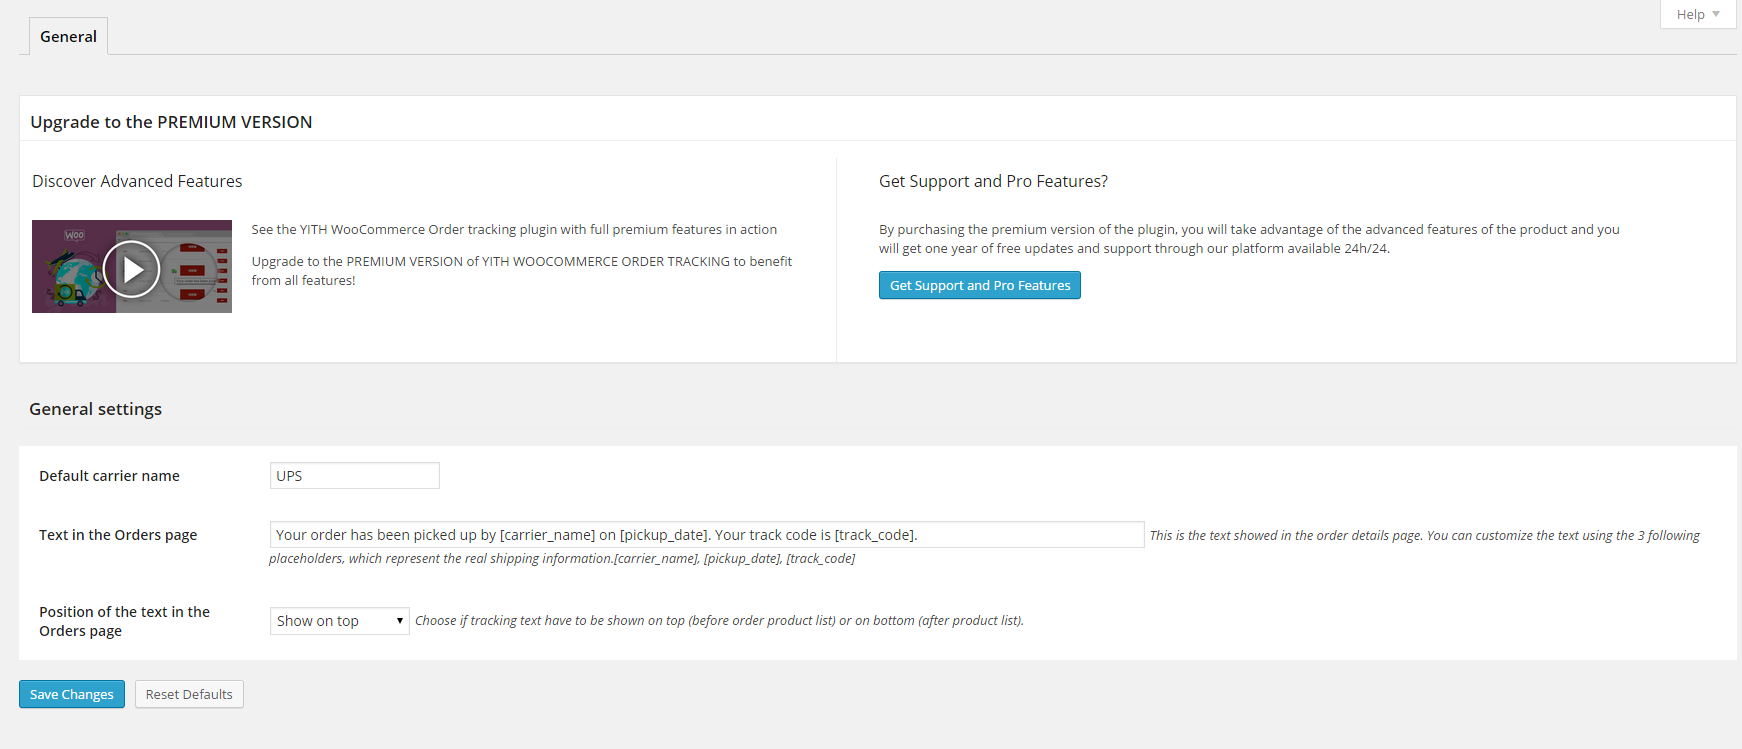 Help
General
Upgrade to the PREMIUM VERSION
Discover Advanced Features
WOO
See the YITH WooCommerce Order tracking plugin with full premium features in action
Upgrade to the PREMIUM VERSION of YITH WOOCOMMERCE ORDER TRACKING to benefit
from all features!
Get Support and Pro Features?
By purchasing the premium version of the plugin, you will take advantage of the advanced features of the product and you
will get one year of free updates and support through our platform available 24h/24.
Get Support and Pro Features
General settings
Default carrier name
UPS
Text in the Orders page
Your order has been picked up by [carrier_name] on [pickup_date]. Your track code is [track_code].
This is the text showed in the order details page. You can customize the text using the 3 following
placeholders, which represent the real shipping information.[carrier_name], [pickup_date], [track_code]
Position of the text in the
Orders page
Show on top
Choose if tracking text have to be shown on top (before order product list) or on bottom (after product list).
Save Changes
Reset Defaults